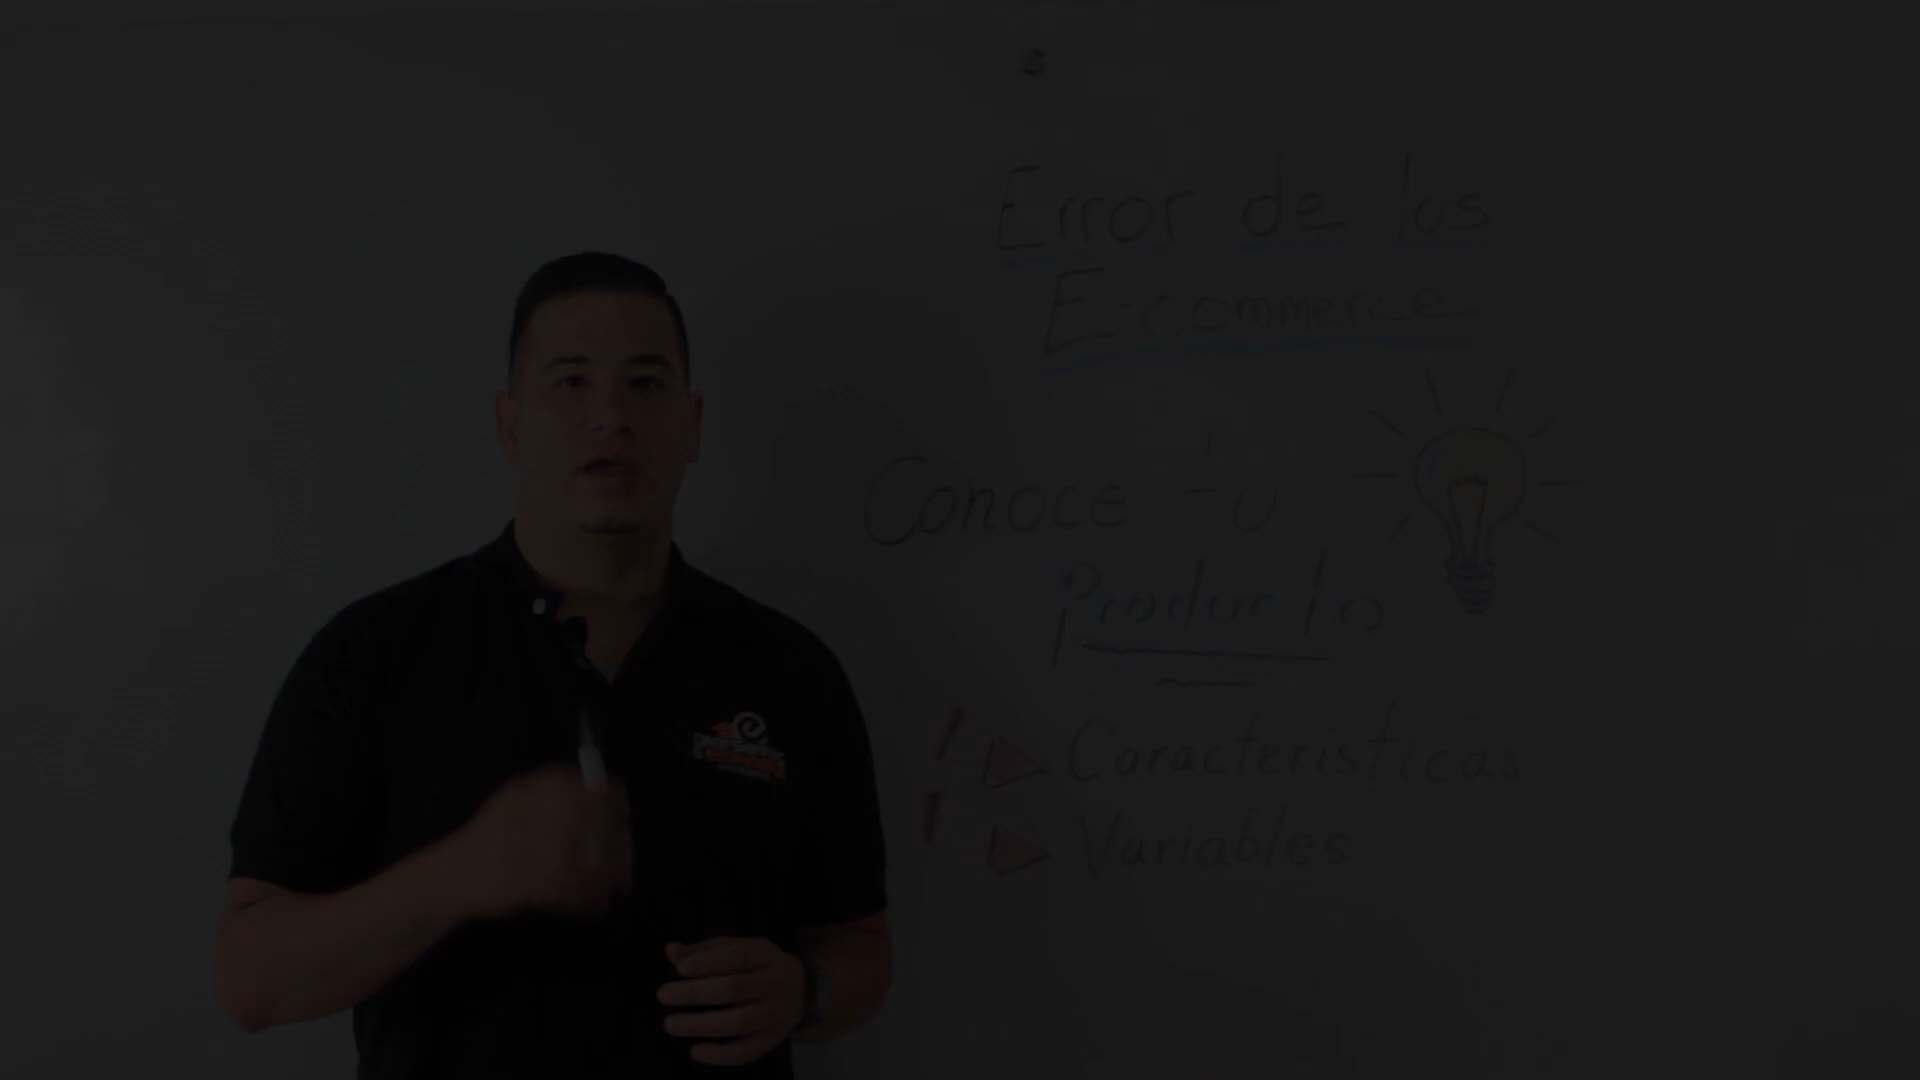 Error de los
E-commerce
Conoce tu
Producto
Caracteristicas
Variables